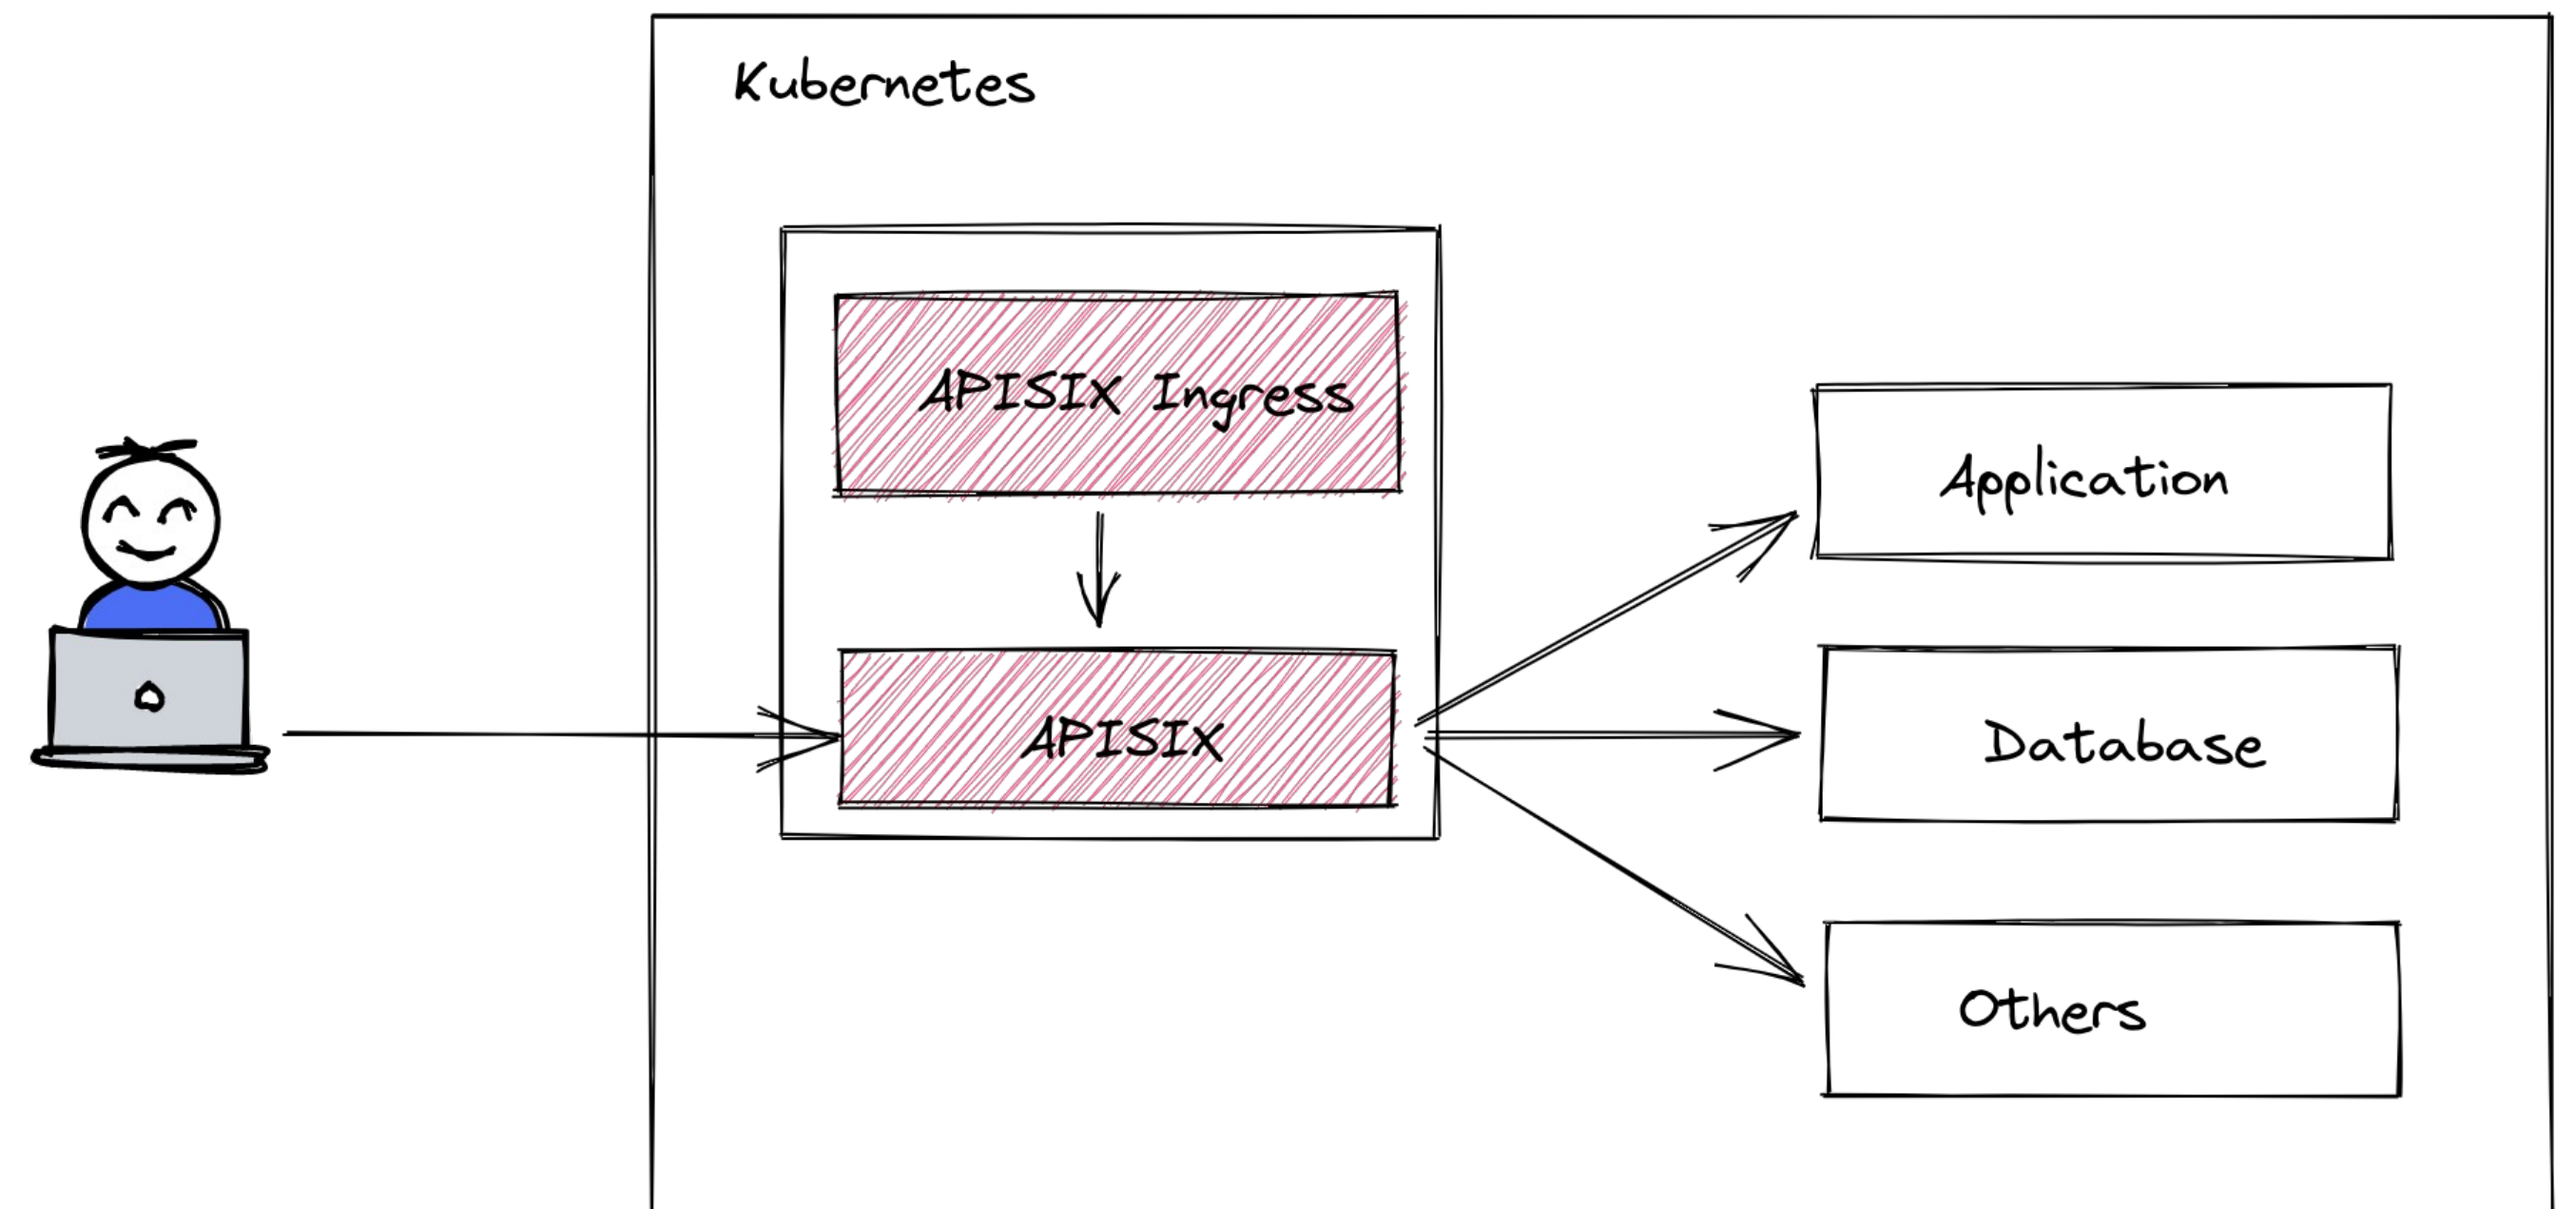 Kubernetes
APISIX Ingress
APISIX
Application
Database
Others